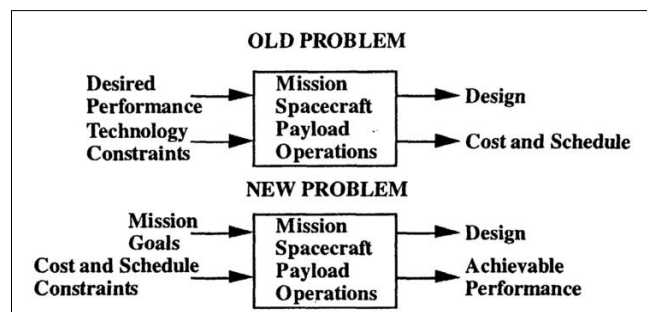 OLD PROBLEM
Desired
Performance
Technology
Constraints
Mission
Spacecraft
Payload
Operations
Design
Cost and Schedule
NEW PROBLEM
Mission
Goals
Cost and Schedule
Constraints
Mission
Spacecraft
Payload
Operations
Design
Achievable
Performance